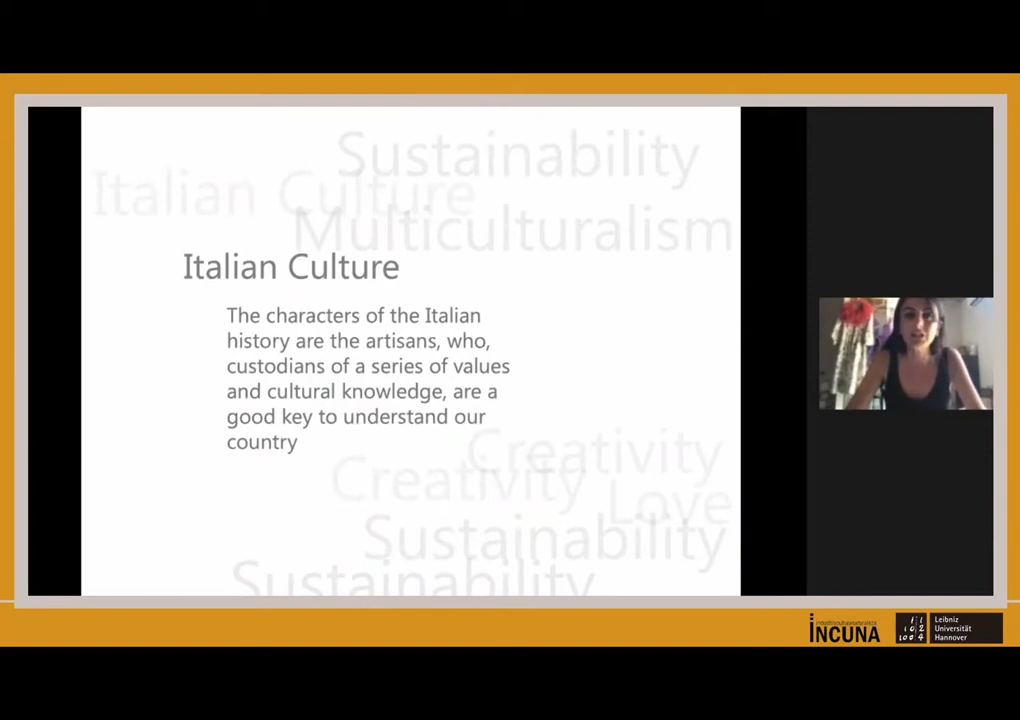 Sustainability
Italian Culture
Multiculturalism
Italian Culture
The characters of the Italian
history are the artisans, who,
custodians of a series of values
and cultural knowledge, are a
good key to understand our
country
Creativity
Creativity
Love
Sustainability
Sustainability
INCUNA
Leibniz
Universität
Hannover